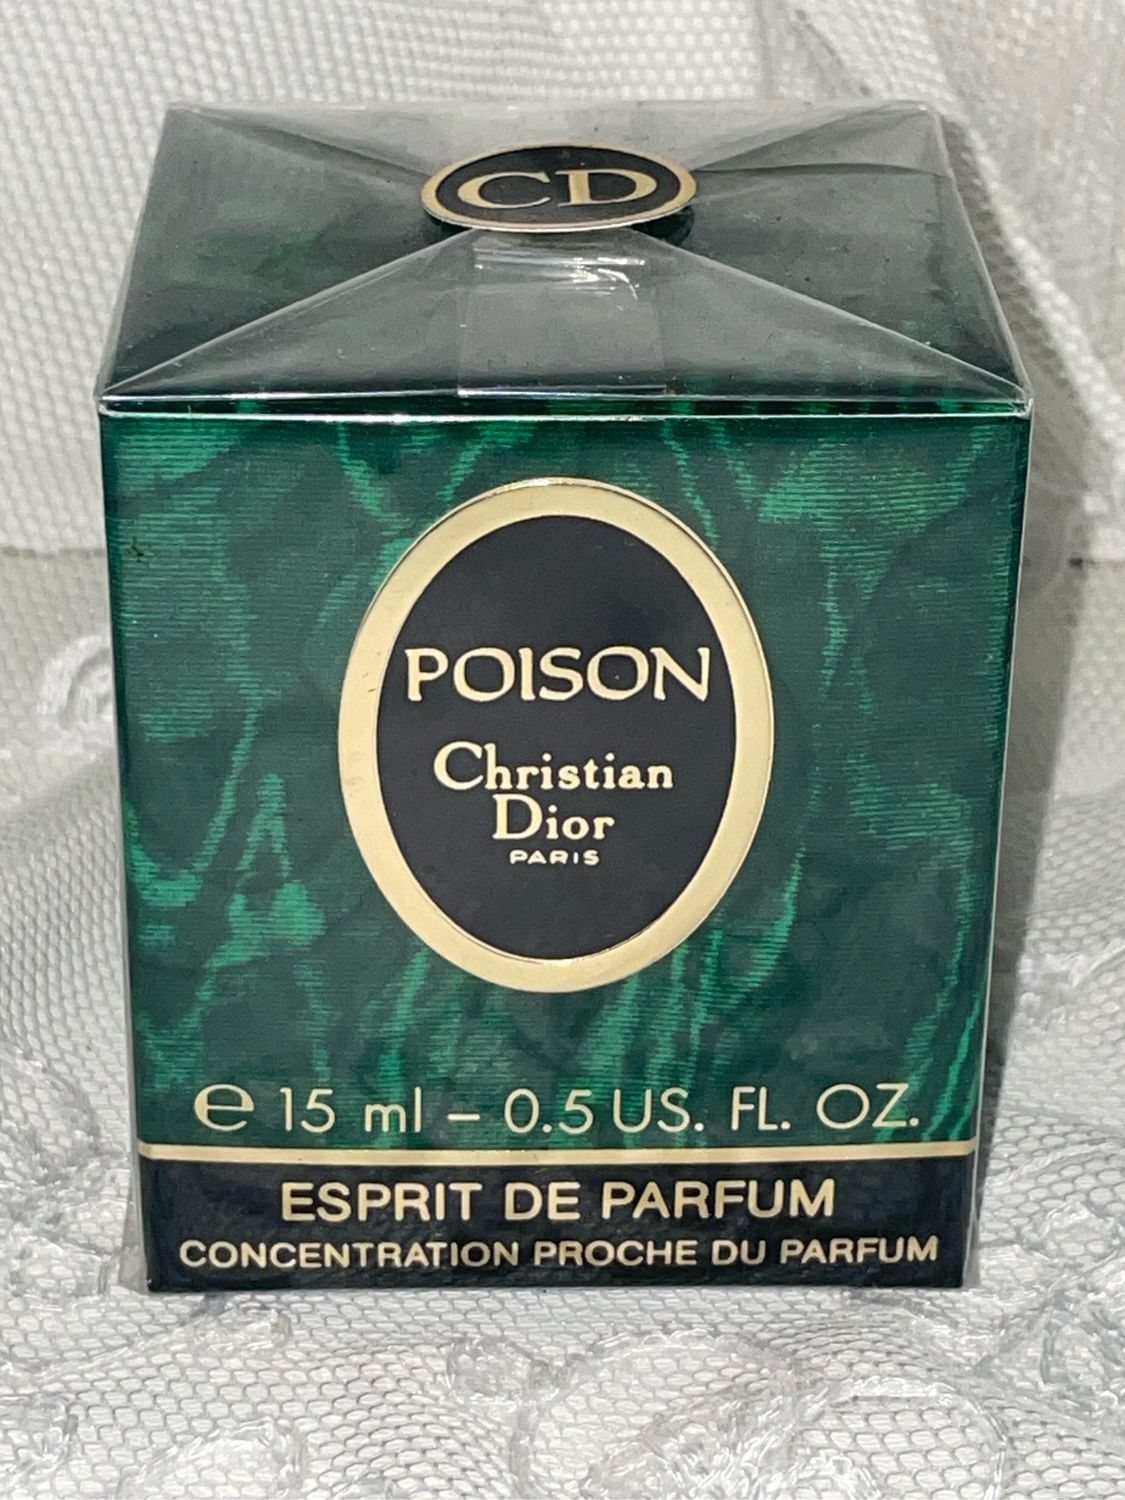 CD
POISON
Christian
Dior
PARIS
℮ 15 ml – 0.5 US. FL. OZ.
ESPRIT DE PARFUM
CONCENTRATION PROCHE DU PARFUM